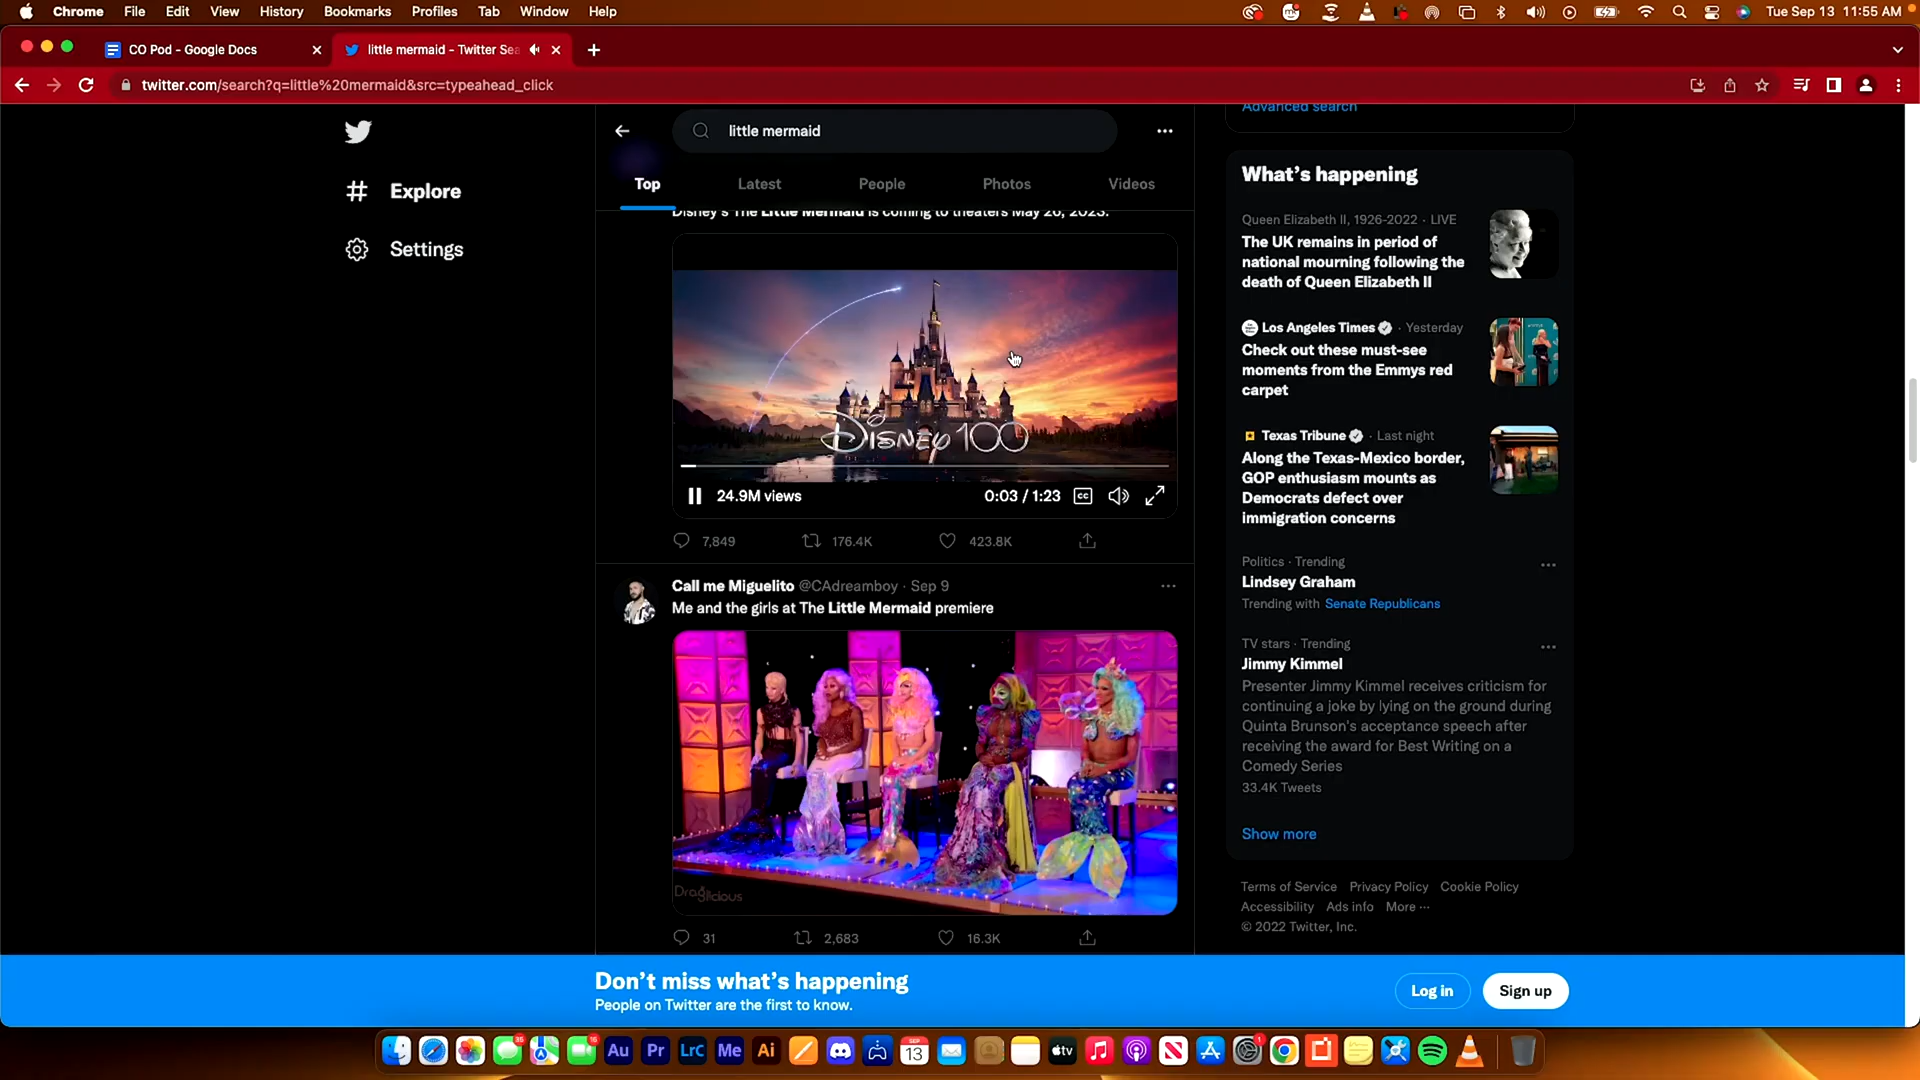 Chrome File Edit View History Bookmarks Profiles Tab Window Help
Tue Sep 13 11:55 AM
CO Pod - Google Docs
little mermaid - Twitter Sea
twitter.com/search?q=little%20mermaid&src=typeahead_click
Explore
Settings
little mermaid
Top Latest People Photos Videos
Disney's The Little Mermaid is coming to theaters May 26, 2023.
DISNEY 100
24.9M views
0:03 / 1:23
CC
7,849 176.4K 423.8K
Call me Miguelito @CAdreamboy · Sep 9
Me and the girls at The Little Mermaid premiere
Draglicious
31 2,683 16.3K
Advanced search
What's happening
Queen Elizabeth II, 1926-2022 · LIVE
The UK remains in period of
national mourning following the
death of Queen Elizabeth II
Los Angeles Times · Yesterday
Check out these must-see
moments from the Emmys red
carpet
Texas Tribune · Last night
Along the Texas-Mexico border,
GOP enthusiasm mounts as
Democrats defect over
immigration concerns
Politics · Trending
Lindsey Graham
Trending with Senate Republicans
TV stars · Trending
Jimmy Kimmel
Presenter Jimmy Kimmel receives criticism for
continuing a joke by lying on the ground during
Quinta Brunson's acceptance speech after
receiving the award for Best Writing on a
Comedy Series
33.4K Tweets
Show more
Terms of Service Privacy Policy Cookie Policy
Accessibility Ads info More ···
© 2022 Twitter, Inc.
Don't miss what's happening
People on Twitter are the first to know.
Log in
Sign up
Au Pr LrC Me Ai
SEP
13
tv